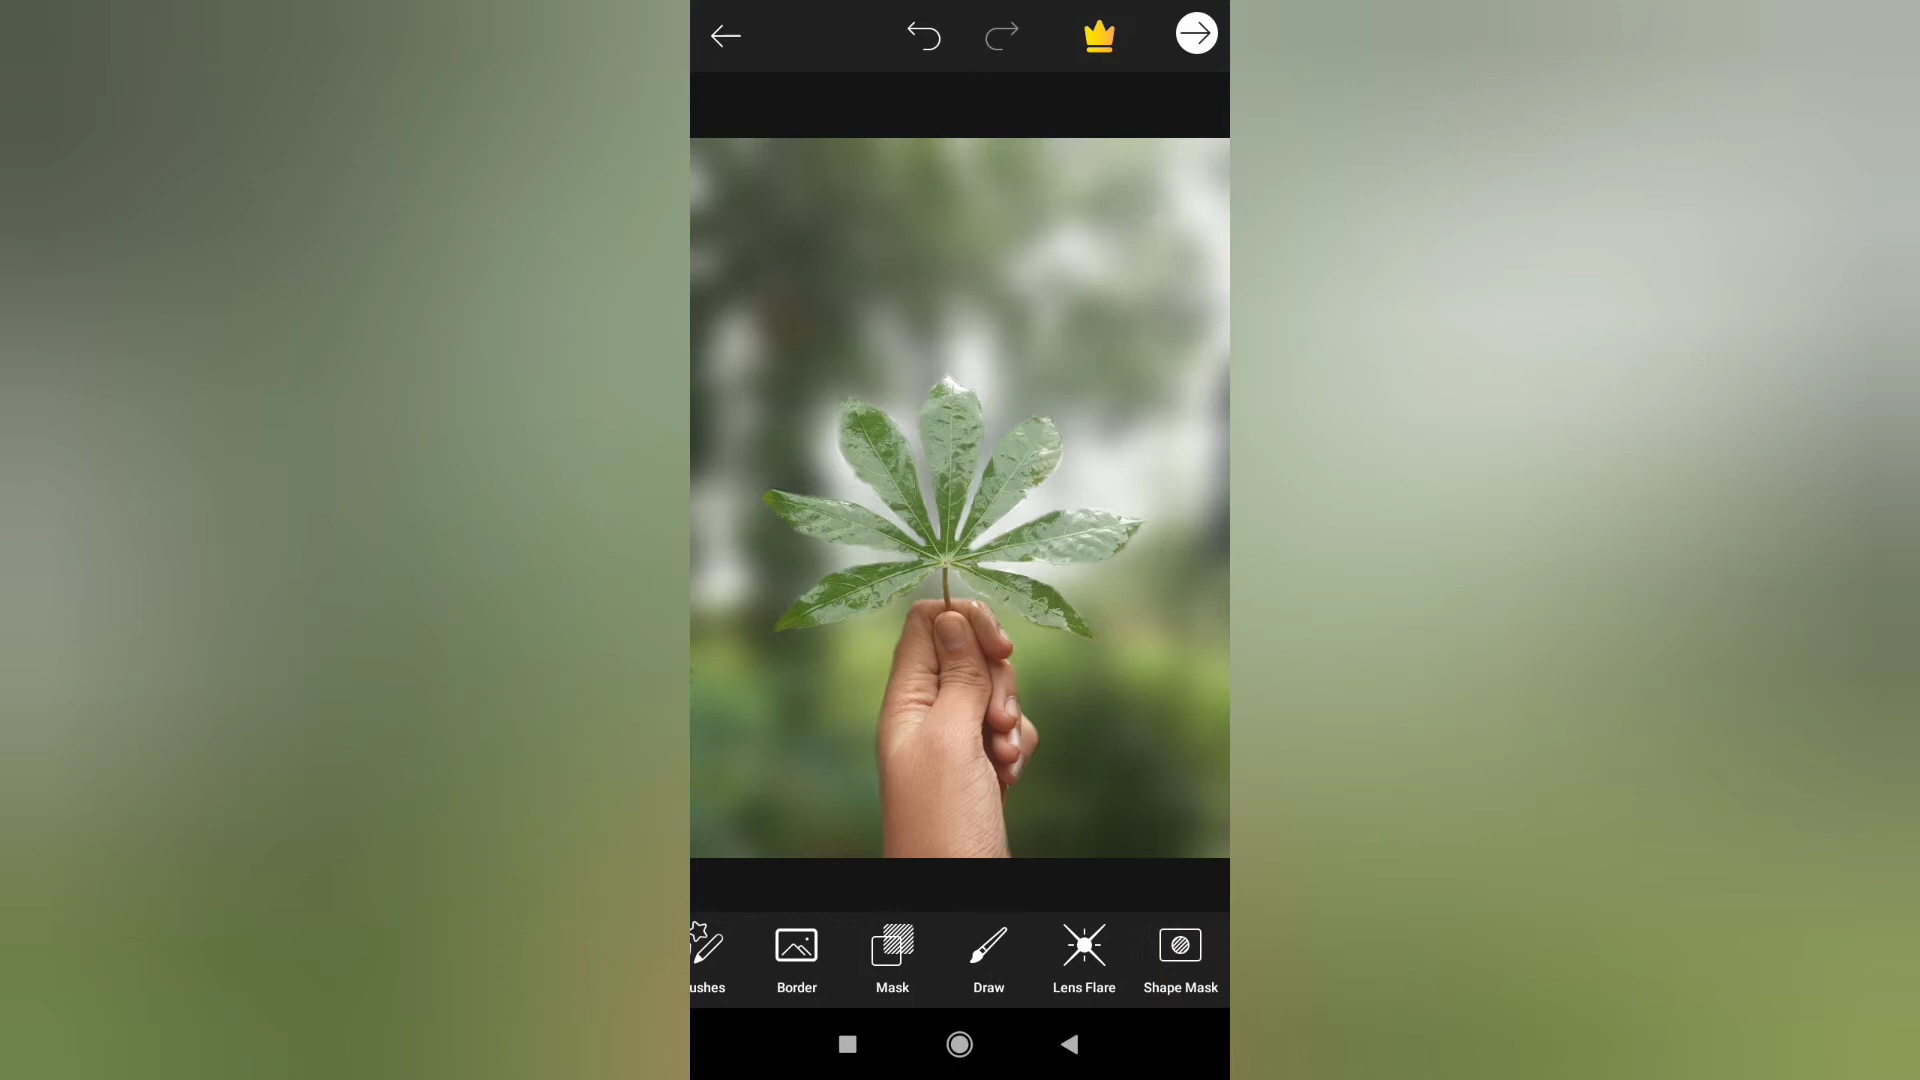 ushes
Border
Mask
Draw
Lens Flare
Shape Mask